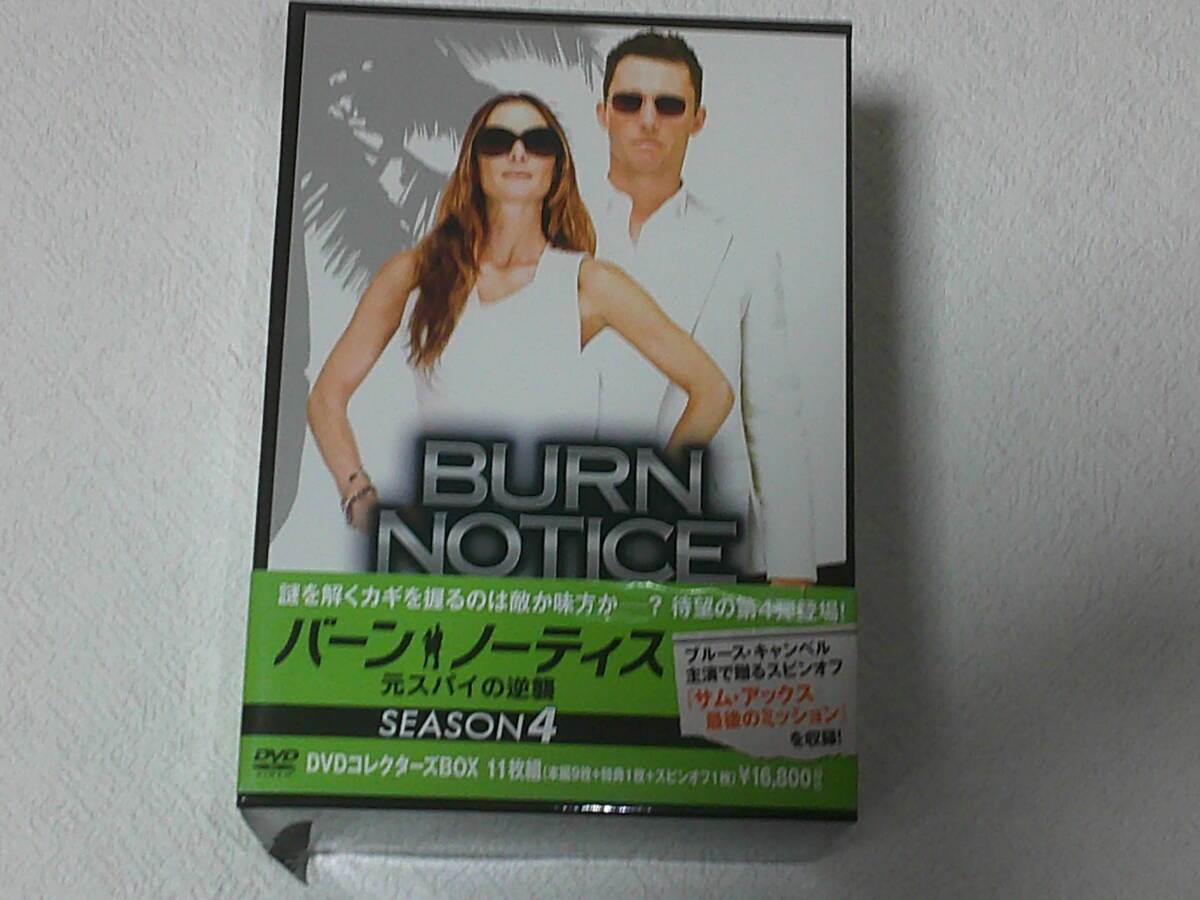 BURN
NOTICE
謎を解くカギを握るのは敵か味方か―？ 待望の第4弾登場!
バーン・ノーティス
元スパイの逆襲
SEASON4
ブルース・キャンベル
主演で贈るスピンオフ
『サム・アックス
最後のミッション』
を収録!
DVD
VIDEO
DVDコレクターズBOX 11枚組(本編9枚+特典1枚+スピンオフ1枚) ¥16,800